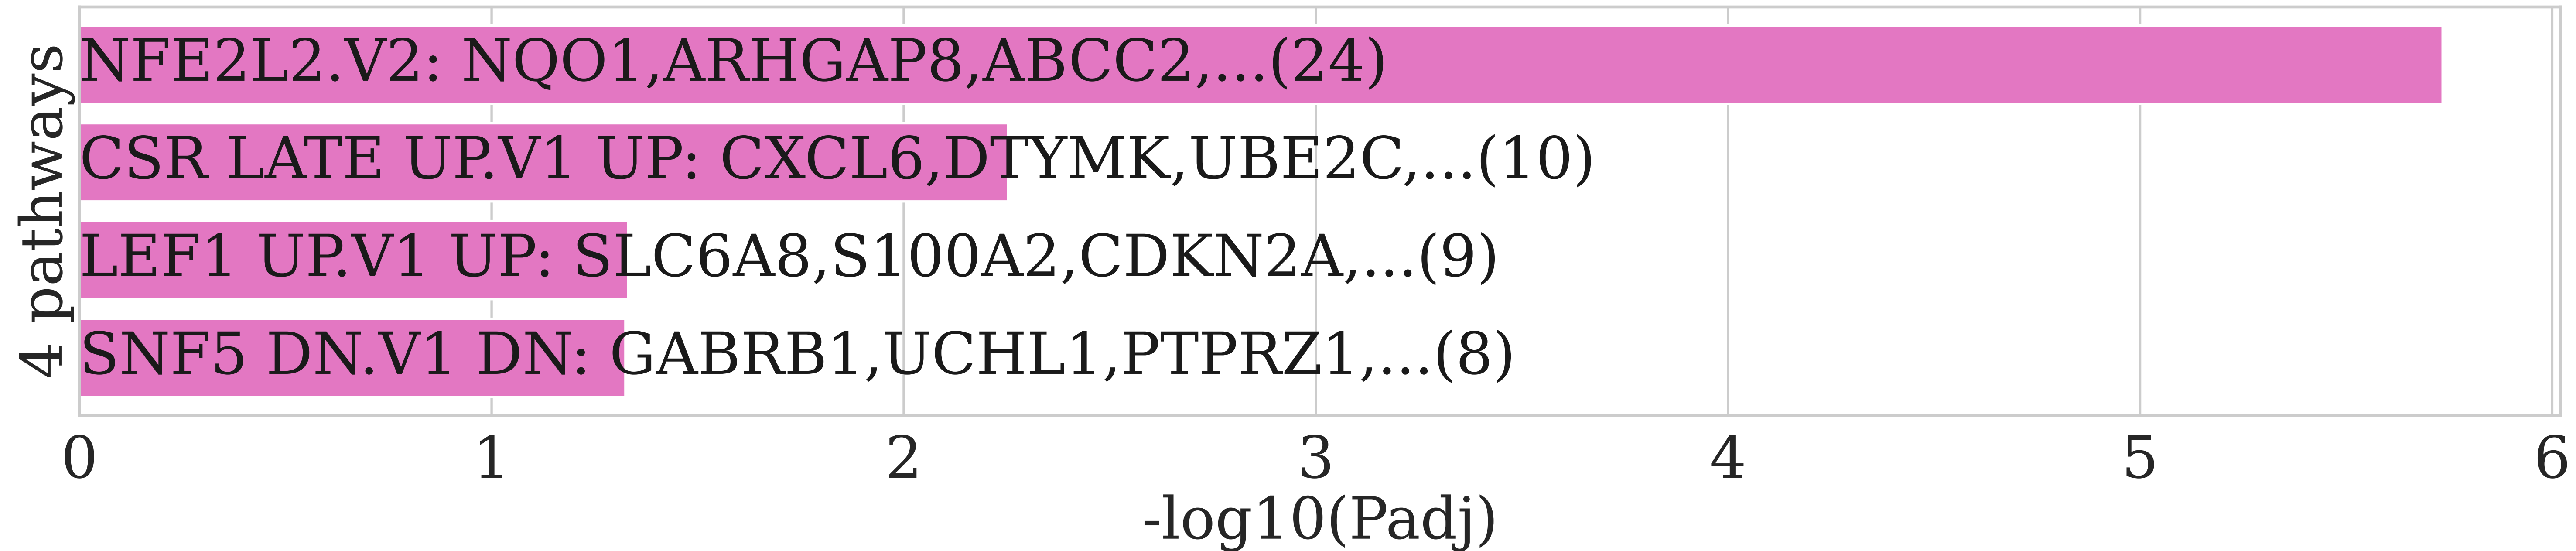 4 pathways
NFE2L2.V2: NQO1,ARHGAP8,ABCC2,...(24)
CSR LATE UP.V1 UP: CXCL6,DTYMK,UBE2C,...(10)
LEF1 UP.V1 UP: SLC6A8,S100A2,CDKN2A,...(9)
SNF5 DN.V1 DN: GABRB1,UCHL1,PTPRZ1,...(8)
0 1 2 3 4 5 6
-log10(Padj)